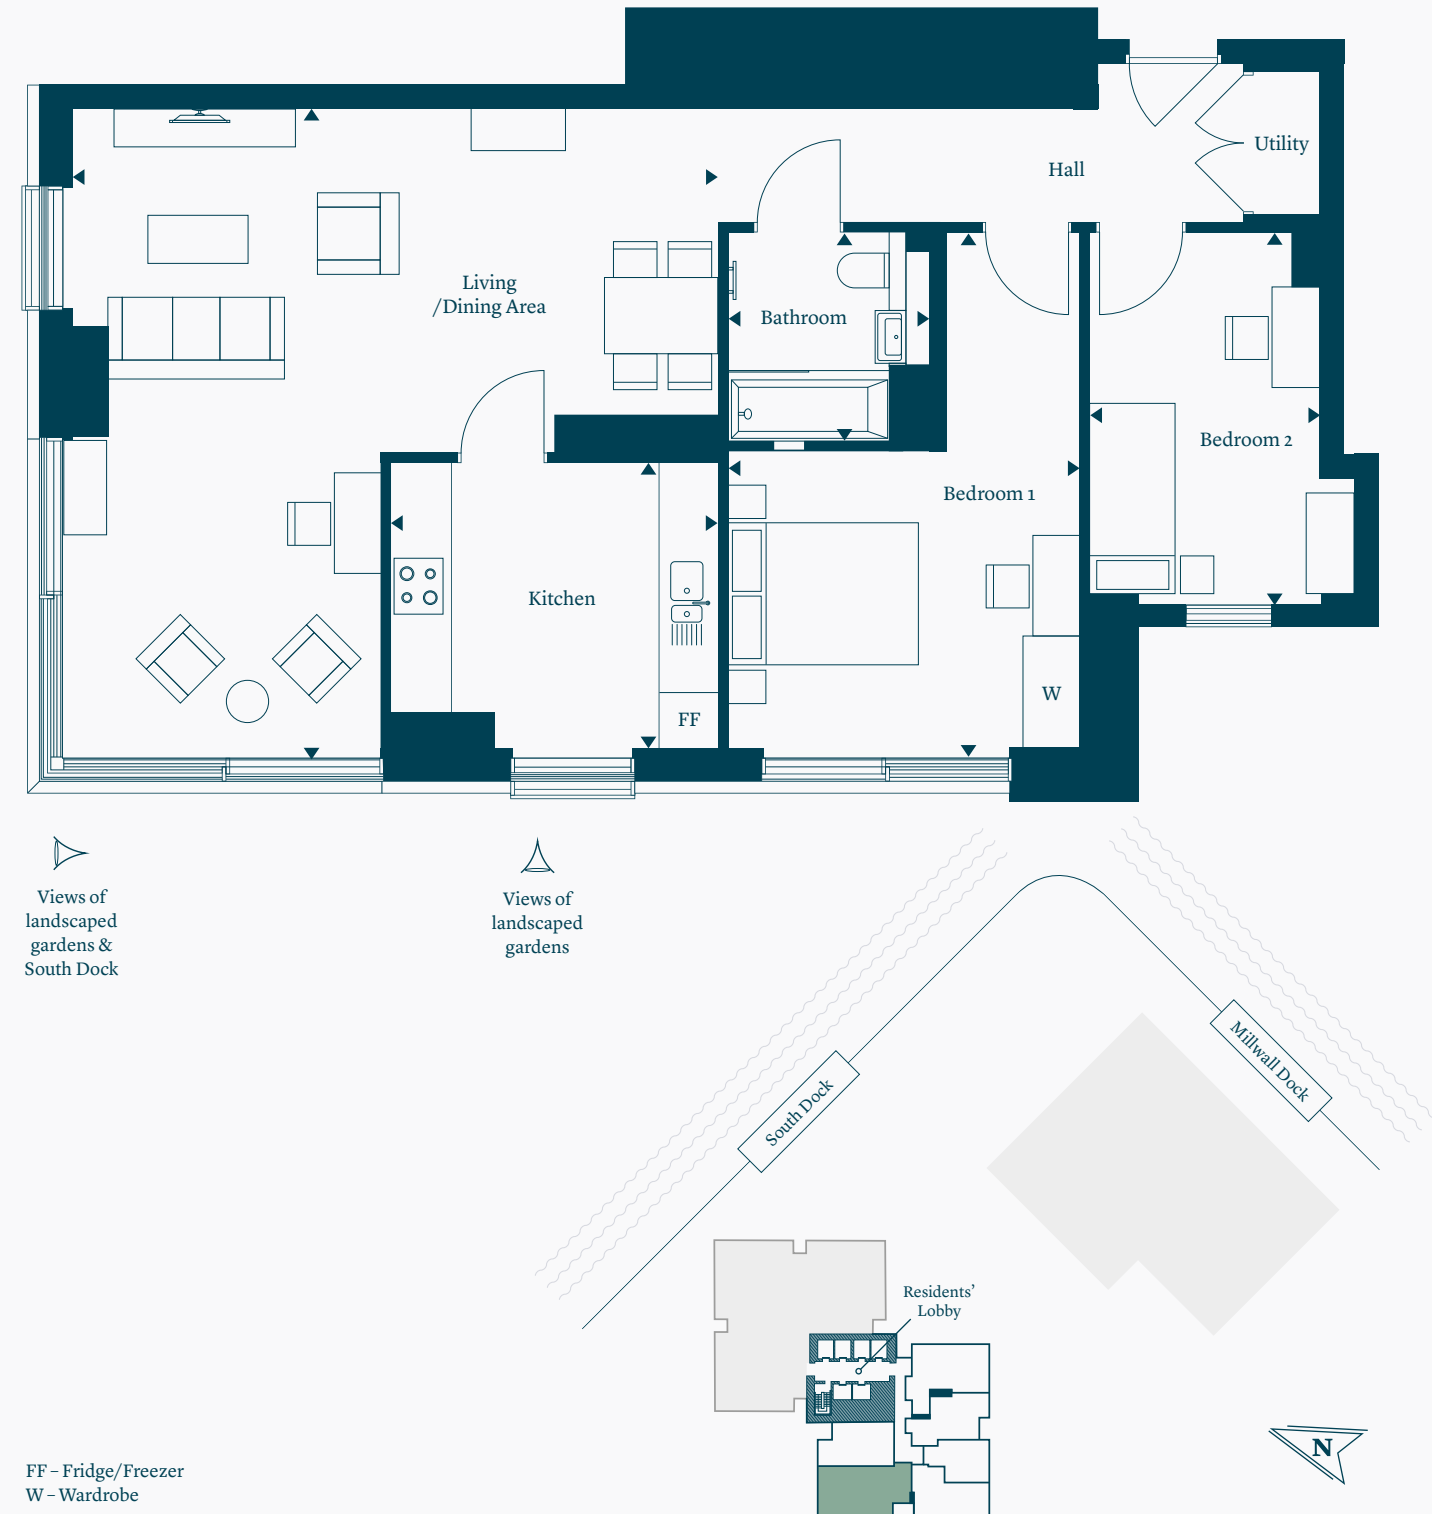 Utility
Hall
Living
/Dining Area
Bathroom
Bedroom 2
Bedroom 1
Kitchen
W
FF
Views of
landscaped
gardens &
South Dock
Views of
landscaped
gardens
South Dock
Millwall Dock
Residents’
Lobby
N
FF – Fridge/Freezer
W – Wardrobe